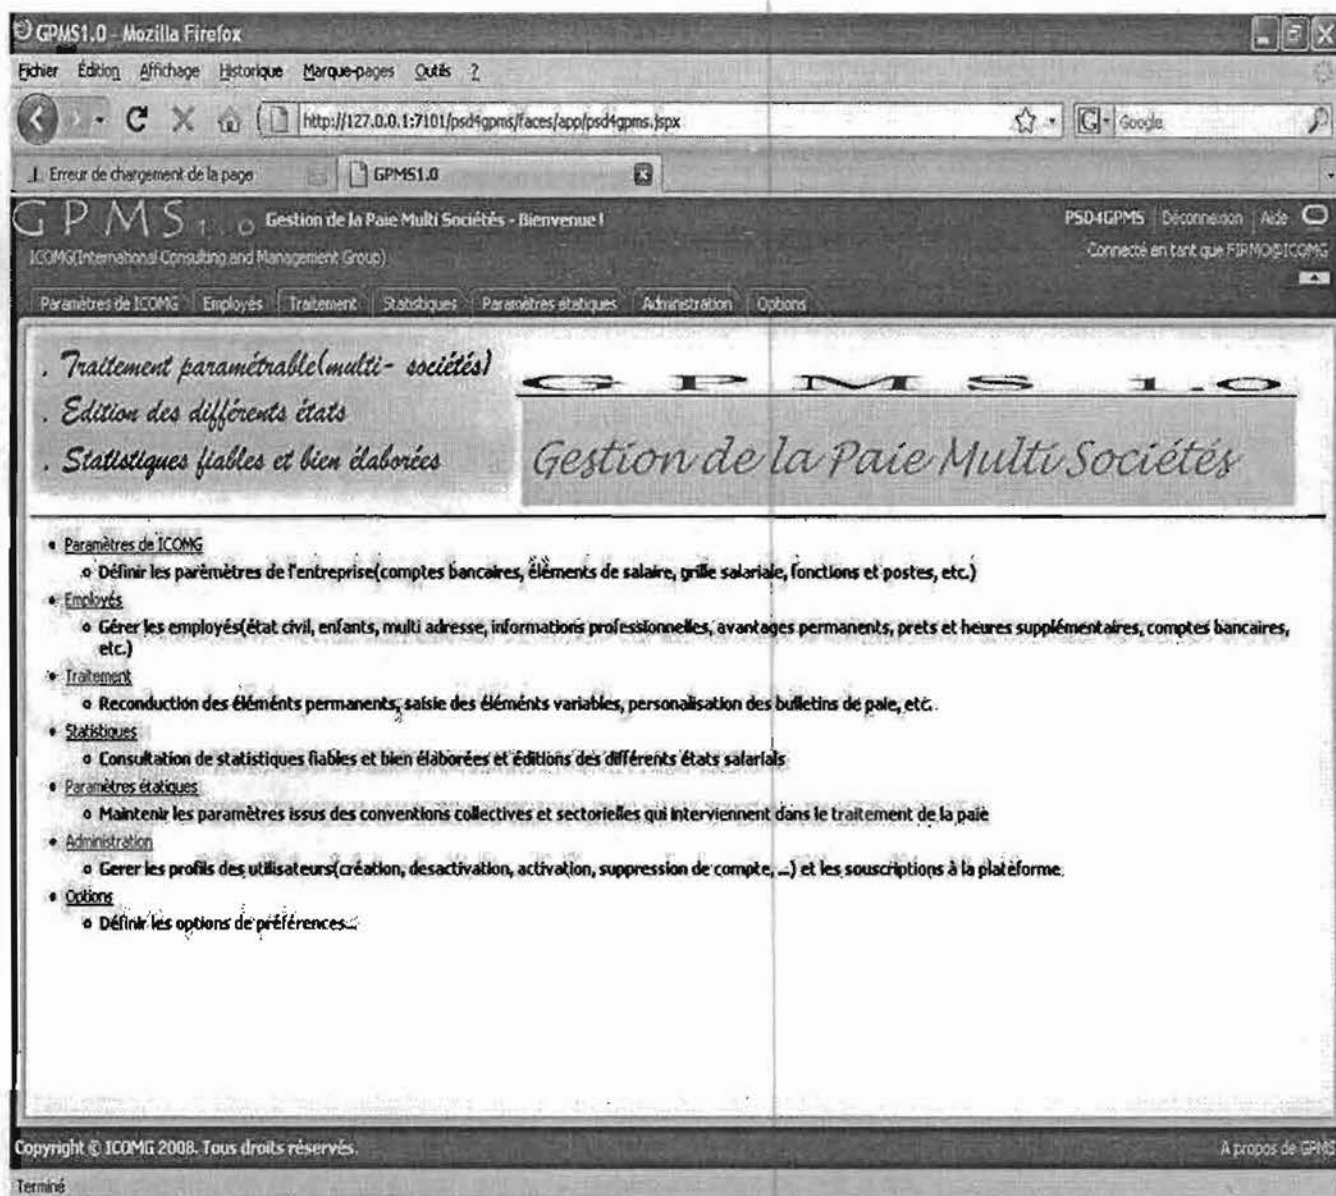 GPMS1.0 - Mozilla Firefox
Fichier Édition Affichage Historique Marque-pages Outils ?
http://127.0.0.1:7101/psd4gpms/faces/app/psd4gpms.jspx
Google
Erreur de chargement de la page
GPMS1.0
GPMS1.0 Gestion de la Paie Multi Sociétés - Bienvenue !
PSD4GPMS Déconnexion Aide
ICOMG(International Consulting and Management Group)
Connecté en tant que FIRMO@ICOMG
Paramètres de ICOMG Employés Traitement Statistiques Paramètres étatiques Administration Options
. Traitement paramétrable(multi- sociétés)
. Edition des différents états
. Statistiques fiables et bien élaborées
GPMS 1.0
Gestion de la Paie Multi Sociétés
• Paramètres de ICOMG
o Définir les parèmètres de l'entreprise(comptes bancaires, éléments de salaire, grille salariale, fonctions et postes, etc.)
• Employés
o Gérer les employés(état civil, enfants, multi adresse, informations professionnelles, avantages permanents, prets et heures supplémentaires, comptes bancaires,
etc.)
• Traitement
o Reconduction des éléménts permanents, saisie des éléménts variables, personalisation des bulletins de paie, etc.
• Statistiques
o Consultation de statistiques fiables et bien élaborées et éditions des différents états salarials
• Paramètres étatiques
o Maintenir les paramètres issus des conventions collectives et sectorielles qui interviennent dans le traitement de la paie
• Administration
o Gerer les profils des utilisateurs(création, desactivation, activation, suppression de compte, ...) et les souscriptions à la plateforme.
• Options
o Définir les options de préférences...
Copyright © ICOMG 2008. Tous droits réservés.
A propos de GPMS
Terminé